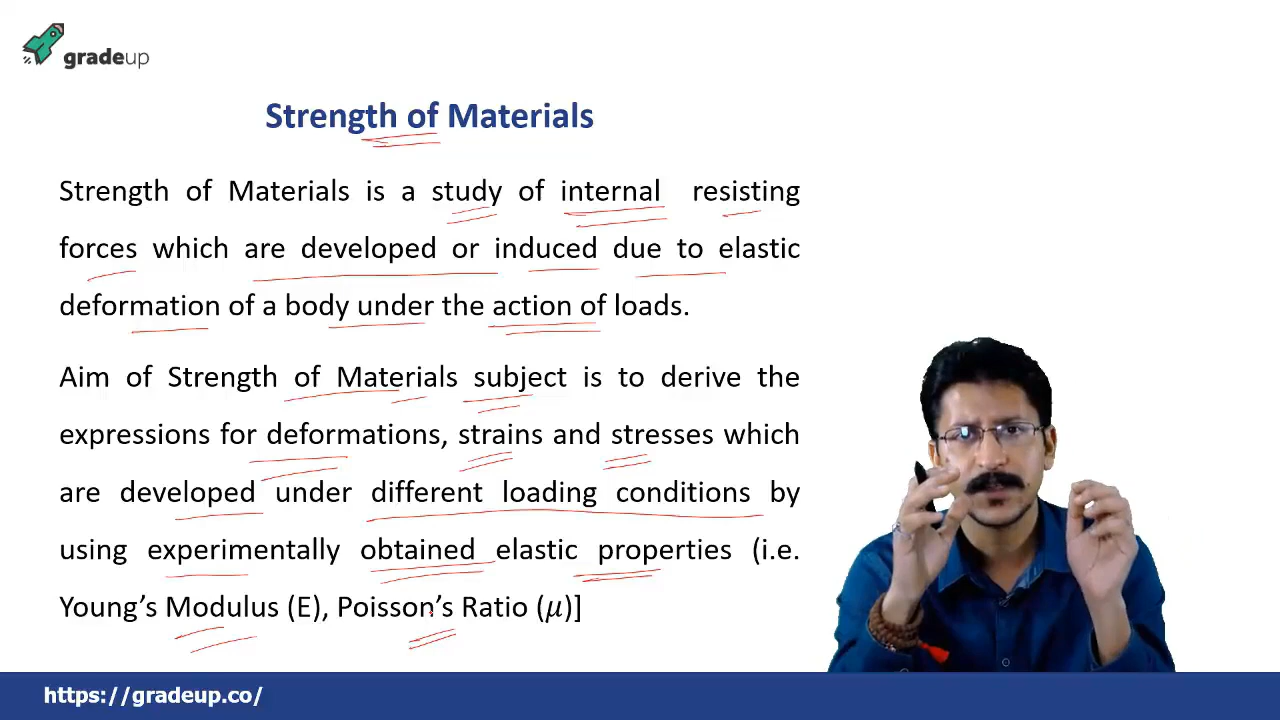 gradeup
Strength of Materials
Strength of Materials is a study of internal resisting
forces which are developed or induced due to elastic
deformation of a body under the action of loads.
Aim of Strength of Materials subject is to derive the
expressions for deformations, strains and stresses which
are developed under different loading conditions by
using experimentally obtained elastic properties (i.e.
Young’s Modulus (E), Poisson’s Ratio (𝜇)]
https://gradeup.co/